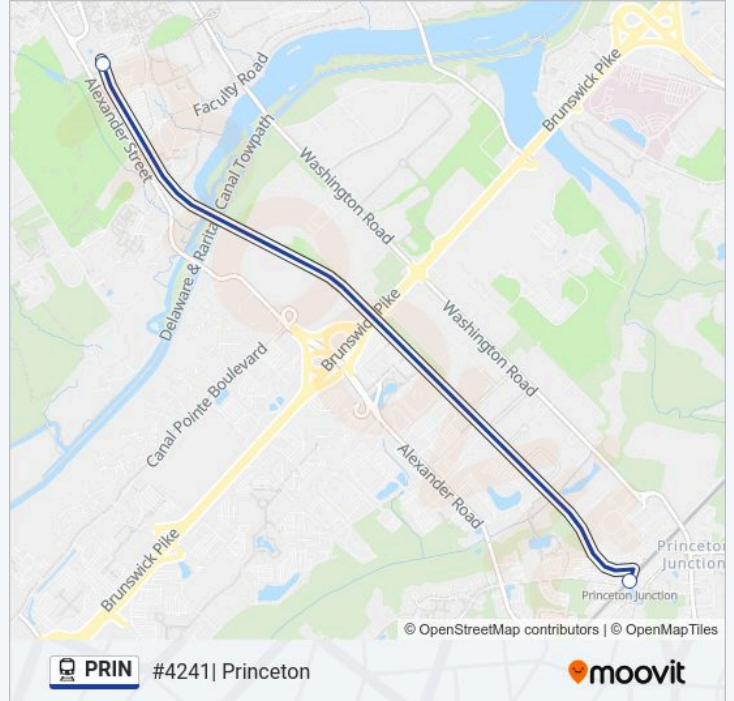 Faculty Road
Alexander Street
Brunswick Pike
Delaware & Raritan Canal Towpath
Washington Road
Brunswick Pike
Washington Road
Canal Pointe Boulevard
Alexander Road
Brunswick Pike
Princeton
Junction
Princeton Junction
© OpenStreetMap contributors | © OpenMapTiles
PRIN #4241| Princeton
moovit